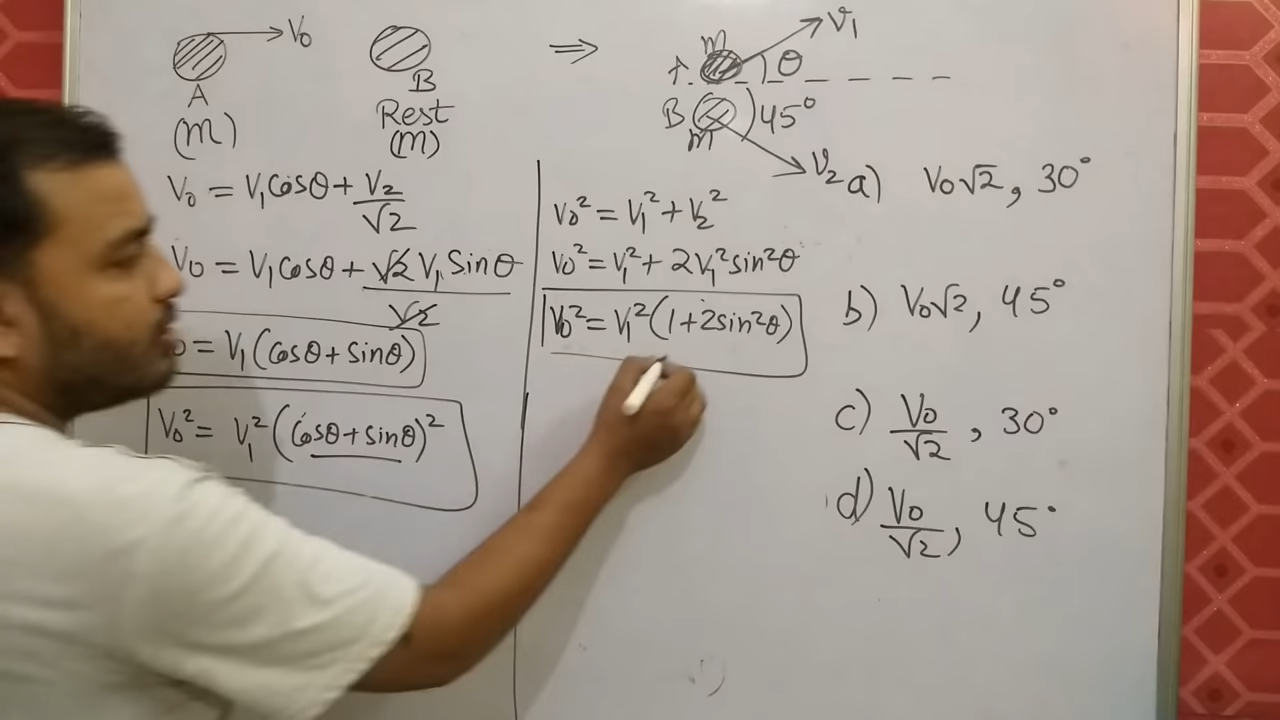 V₀
A
(m)
B
Rest
(m)
⇒
m
V₁
A
θ
B
45°
m
V₂
V₀ = V₁Cosθ + V₂/√2
V₀ = V₁Cosθ + √2 V₁ Sinθ/√2
= V₁(Cosθ + Sinθ)
V₀² = V₁²(Cosθ + sinθ)²
V₀² = V₁² + V₂²
V₀² = V₁² + 2V₁²sin²θ
V₀² = V₁²(1+2sin²θ)
a) V₀√2, 30°
b) V₀√2, 45°
c) V₀/√2, 30°
d) V₀/√2, 45°